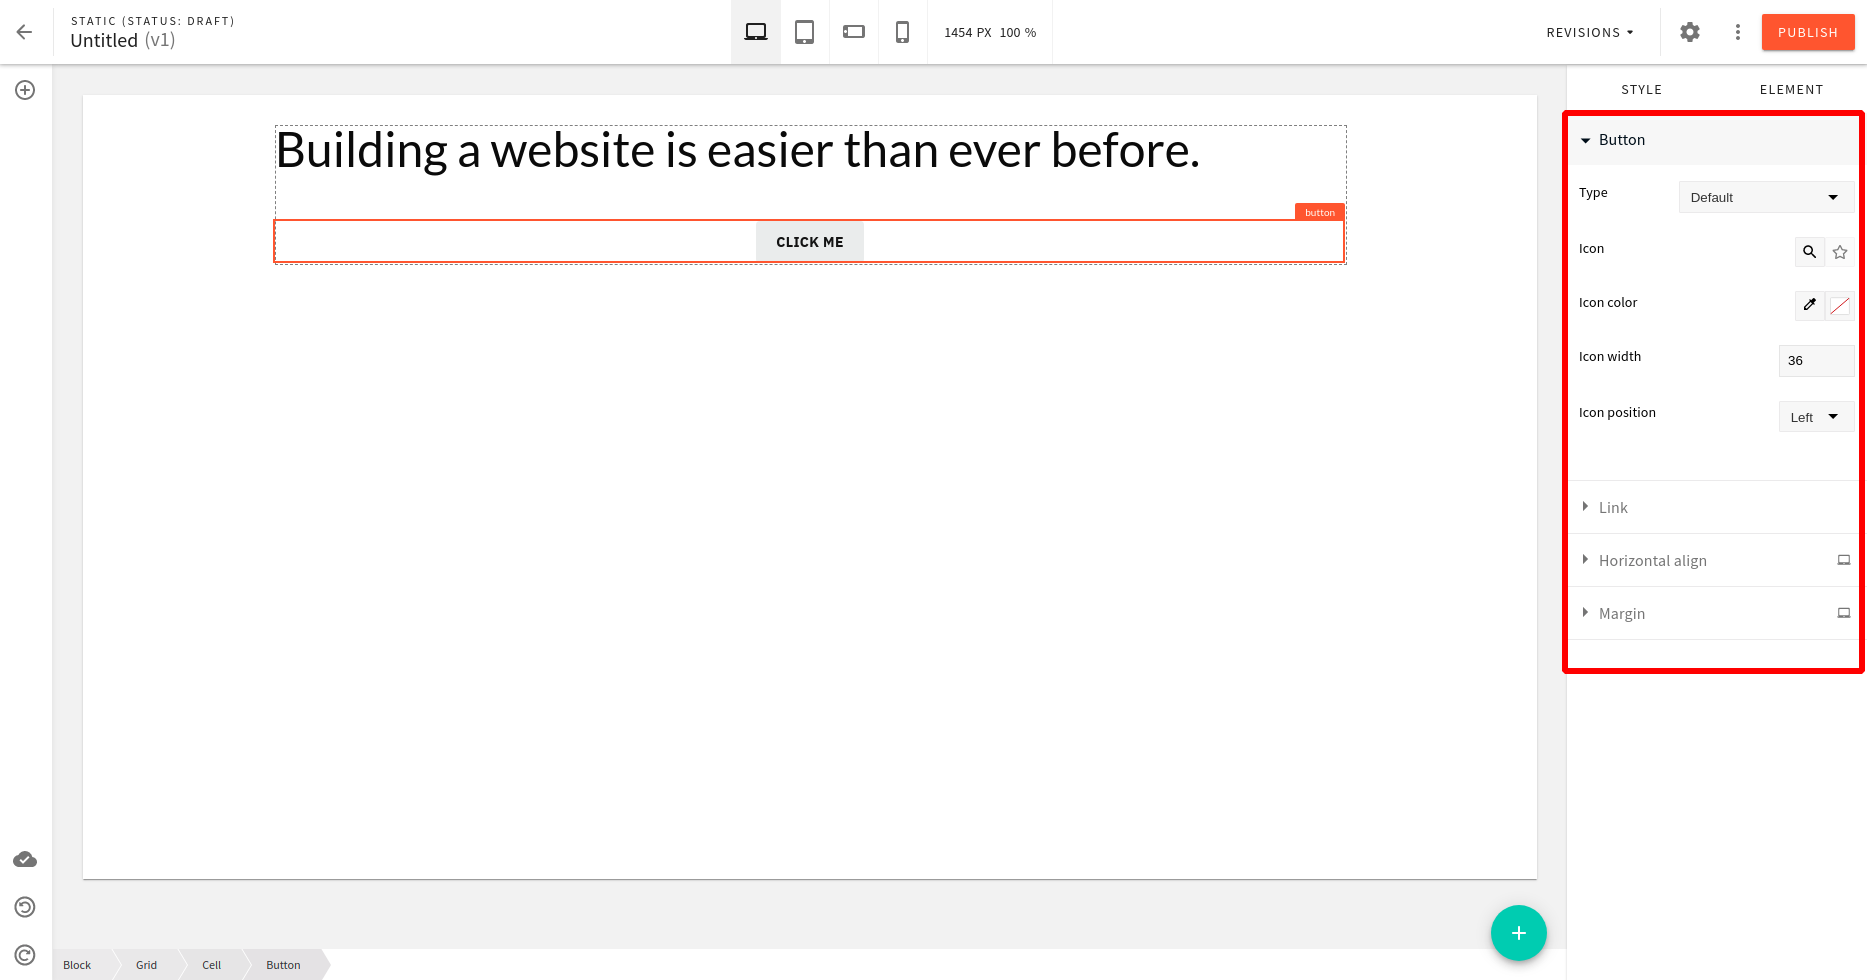 STATIC (STATUS: DRAFT)
Untitled (v1)
1454 PX 100 %
REVISIONS
PUBLISH
STYLE
ELEMENT
Building a website is easier than ever before.
button
CLICK ME
Button
Type
Default
Icon
Icon color
Icon width
36
Icon position
Left
Link
Horizontal align
Margin
Block
Grid
Cell
Button